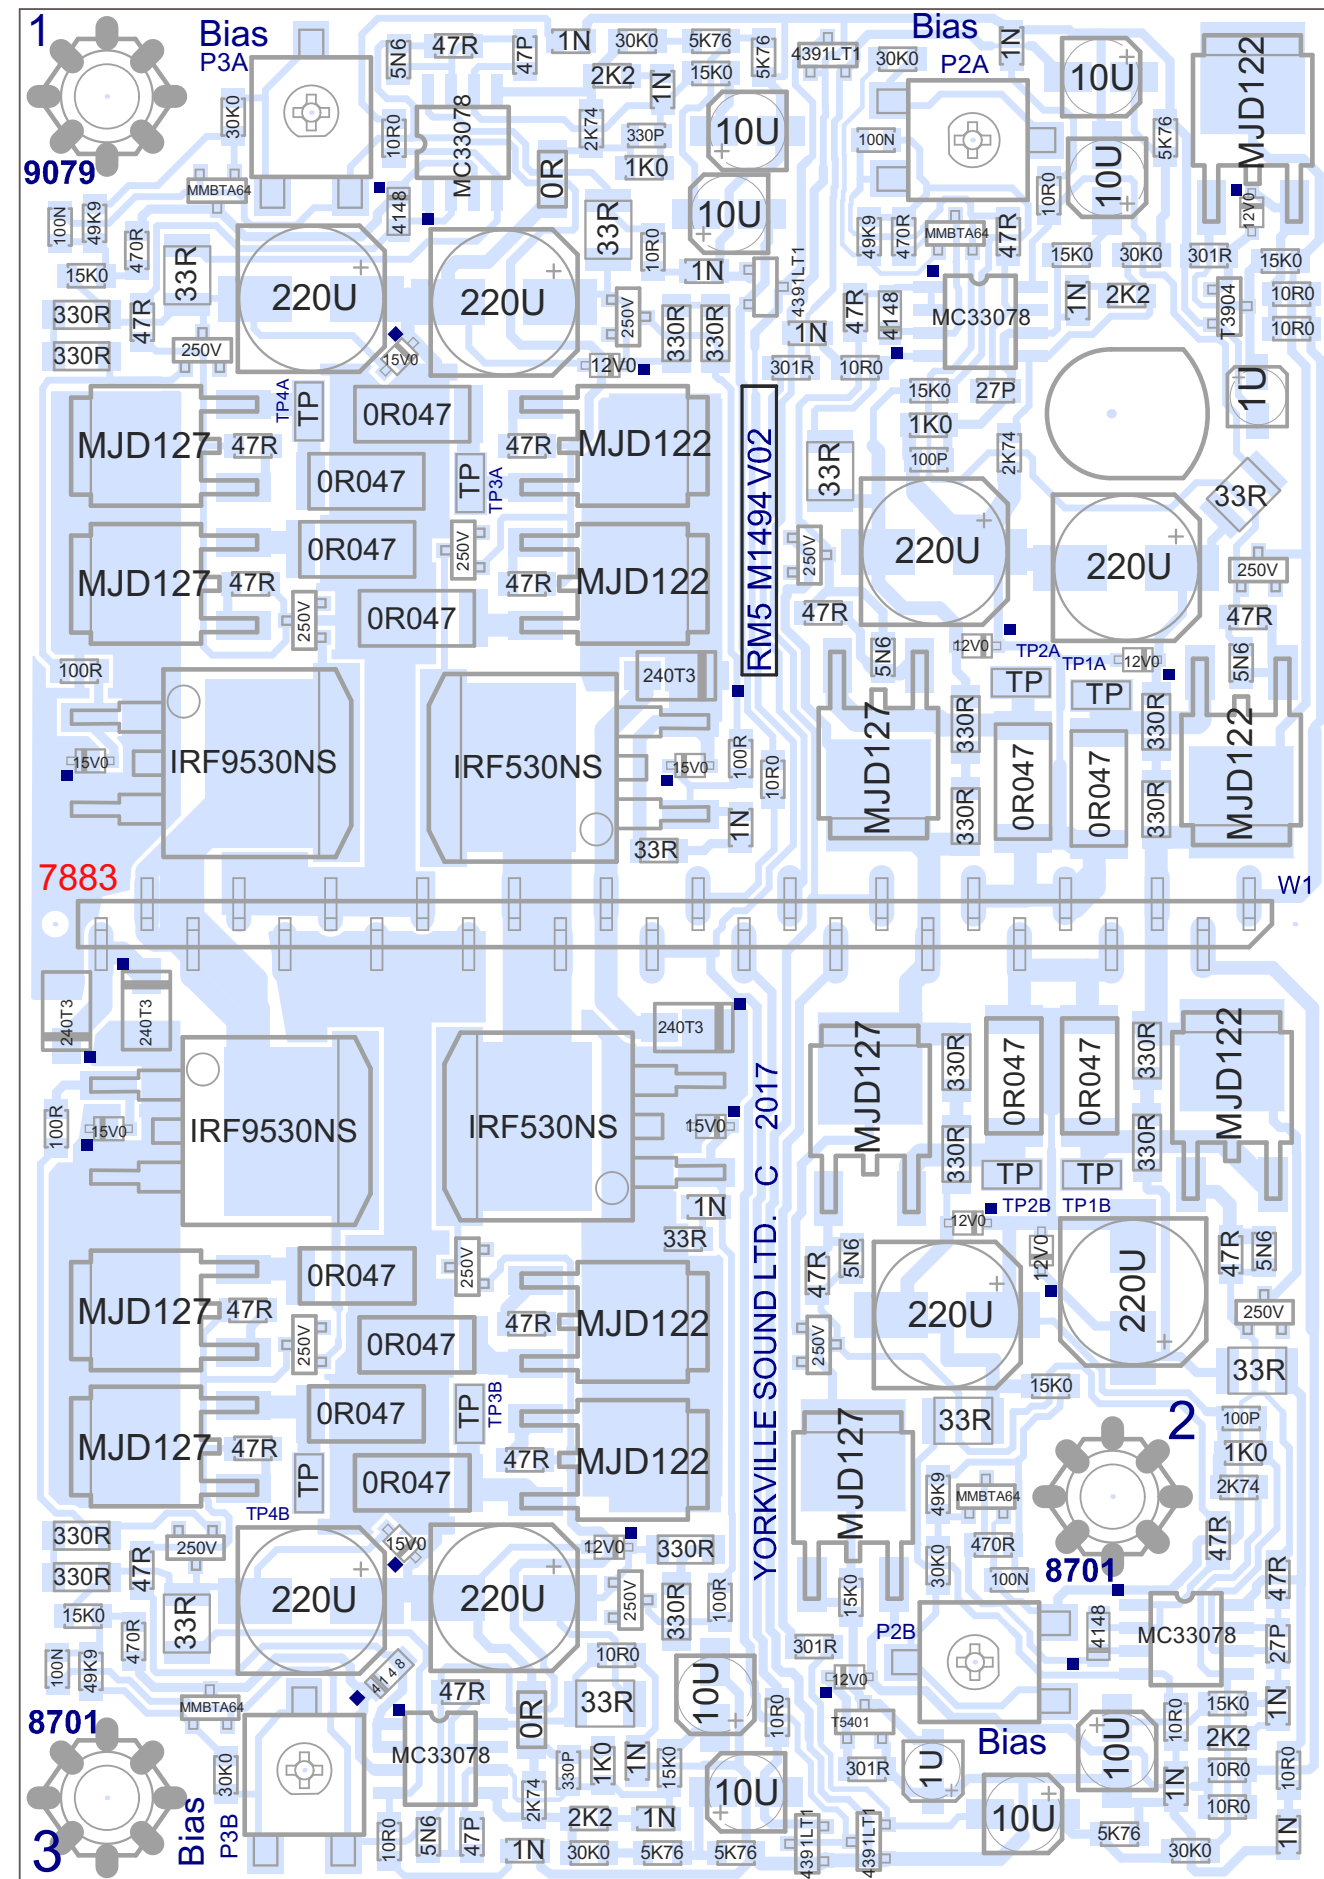 1
Bias
P3A
5N6
47R
47P
1N
30K0
5K76
5K76
4391LT1
30K0
Bias
P2A
1N
10U
MJD122
2K2
1N
15K0
30K0
10R0
MC33078
2K74
330P
10U
100N
10U
5K76
9079
MMBTA64
4148
0R
1K0
10R0
12V0
100N
49K9
470R
33R
33R
10R0
10U
4391LT1
49K9
470R
MMBTA64
47R
15K0
30K0
301R
15K0
15K0
1N
220U
220U
250V
330R
330R
1N
47R
4148
MC33078
1N
2K2
T3904
10R0
10R0
330R
47R
330R
250V
15V0
12V0
301R
10R0
TP4A
TP
0R047
15K0
27P
1U
MJD127
47R
47R
MJD122
1K0
100P
2K74
0R047
TP
TP3A
33R
33R
0R047
250V
RM5 M1494 V02
250V
220U
220U
250V
MJD127
47R
47R
MJD122
250V
0R047
47R
47R
100R
240T3
5N6
12V0
TP2A
TP1A
12V0
5N6
TP
TP
15V0
IRF9530NS
IRF530NS
15V0
100R
10R0
MJD127
330R
0R047
0R047
330R
MJD122
330R
330R
1N
33R
7883
W1
240T3
240T3
240T3
MJD127
330R
0R047
0R047
330R
MJD122
100R
15V0
IRF9530NS
IRF530NS
15V0
330R
330R
TP
TP
1N
12V0
TP2B
TP1B
33R
YORKVILLE SOUND LTD. C 2017
250V
0R047
47R
5N6
12V0
47R
5N6
MJD127
47R
47R
MJD122
220U
220U
250V
250V
0R047
250V
33R
15K0
0R047
TP
TP3B
33R
2
100P
MJD127
47R
47R
MJD122
1K0
TP
0R047
MJD127
49K9
MMBTA64
2K74
TP4B
330R
250V
15V0
12V0
330R
470R
47R
330R
47R
220U
220U
250V
330R
100R
30K0
100N
8701
47R
15K0
33R
15K0
470R
P2B
4148
MC33078
27P
100N
49K9
10R0
301R
4148
12V0
MMBTA64
47R
0R
33R
10U
10R0
T5401
10R0
15K0
1N
8701
MC33078
Bias
10U
2K2
30K0
330P
1K0
1N
15K0
301R
1U
10R0
10R0
Bias
P3B
2K74
10U
1N
10R0
10U
3
10R0
5N6
47P
2K2
1N
4391LT1
4391LT1
5K76
1N
1N
30K0
5K76
5K76
30K0